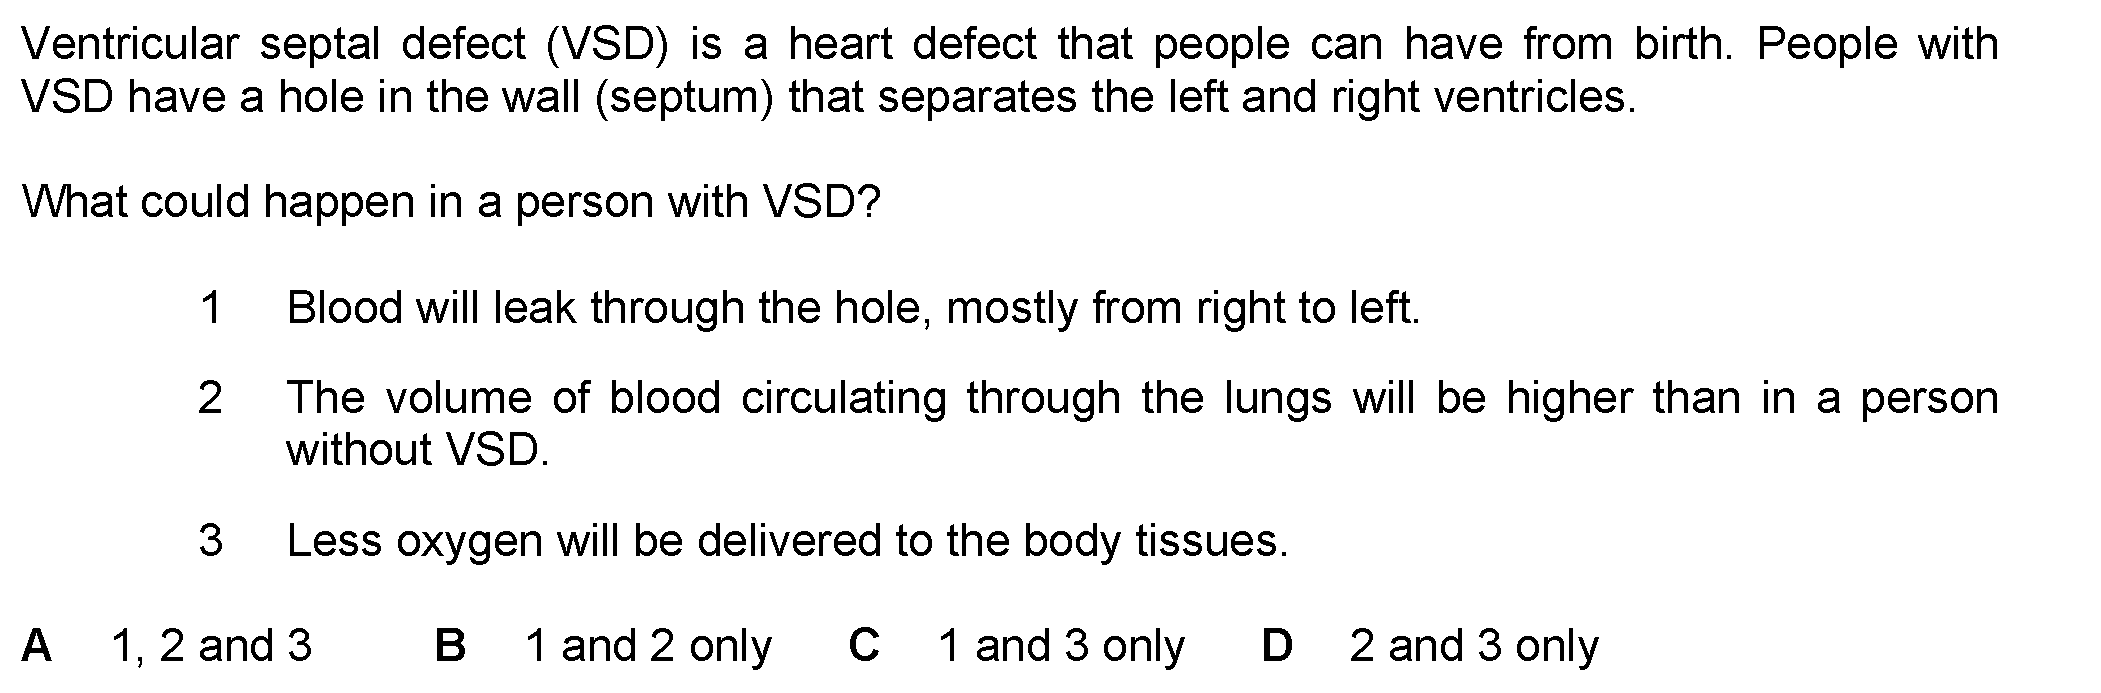 Ventricular septal defect (VSD) is a heart defect that people can have from birth. People with
VSD have a hole in the wall (septum) that separates the left and right ventricles.
What could happen in a person with VSD?
1 Blood will leak through the hole, mostly from right to left.
2 The volume of blood circulating through the lungs will be higher than in a person
without VSD.
3 Less oxygen will be delivered to the body tissues.
A 1, 2 and 3 B 1 and 2 only C 1 and 3 only D 2 and 3 only